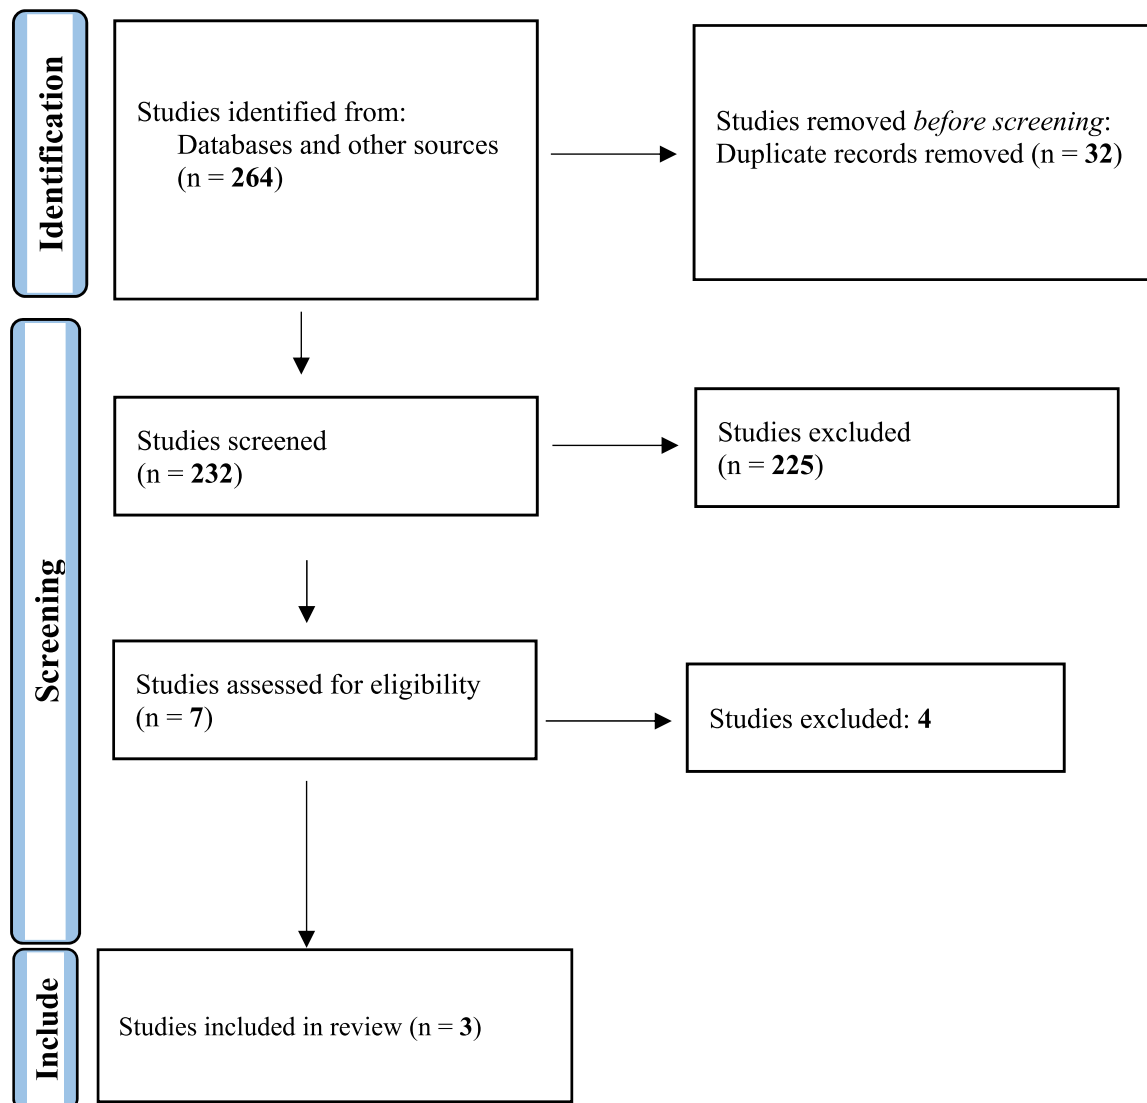 Identification
Studies identified from:
Databases and other sources
(n = 264)
Studies removed before screening:
Duplicate records removed (n = 32)
Screening
Studies screened
(n = 232)
Studies excluded
(n = 225)
Studies assessed for eligibility
(n = 7)
Studies excluded: 4
Include
Studies included in review (n = 3)